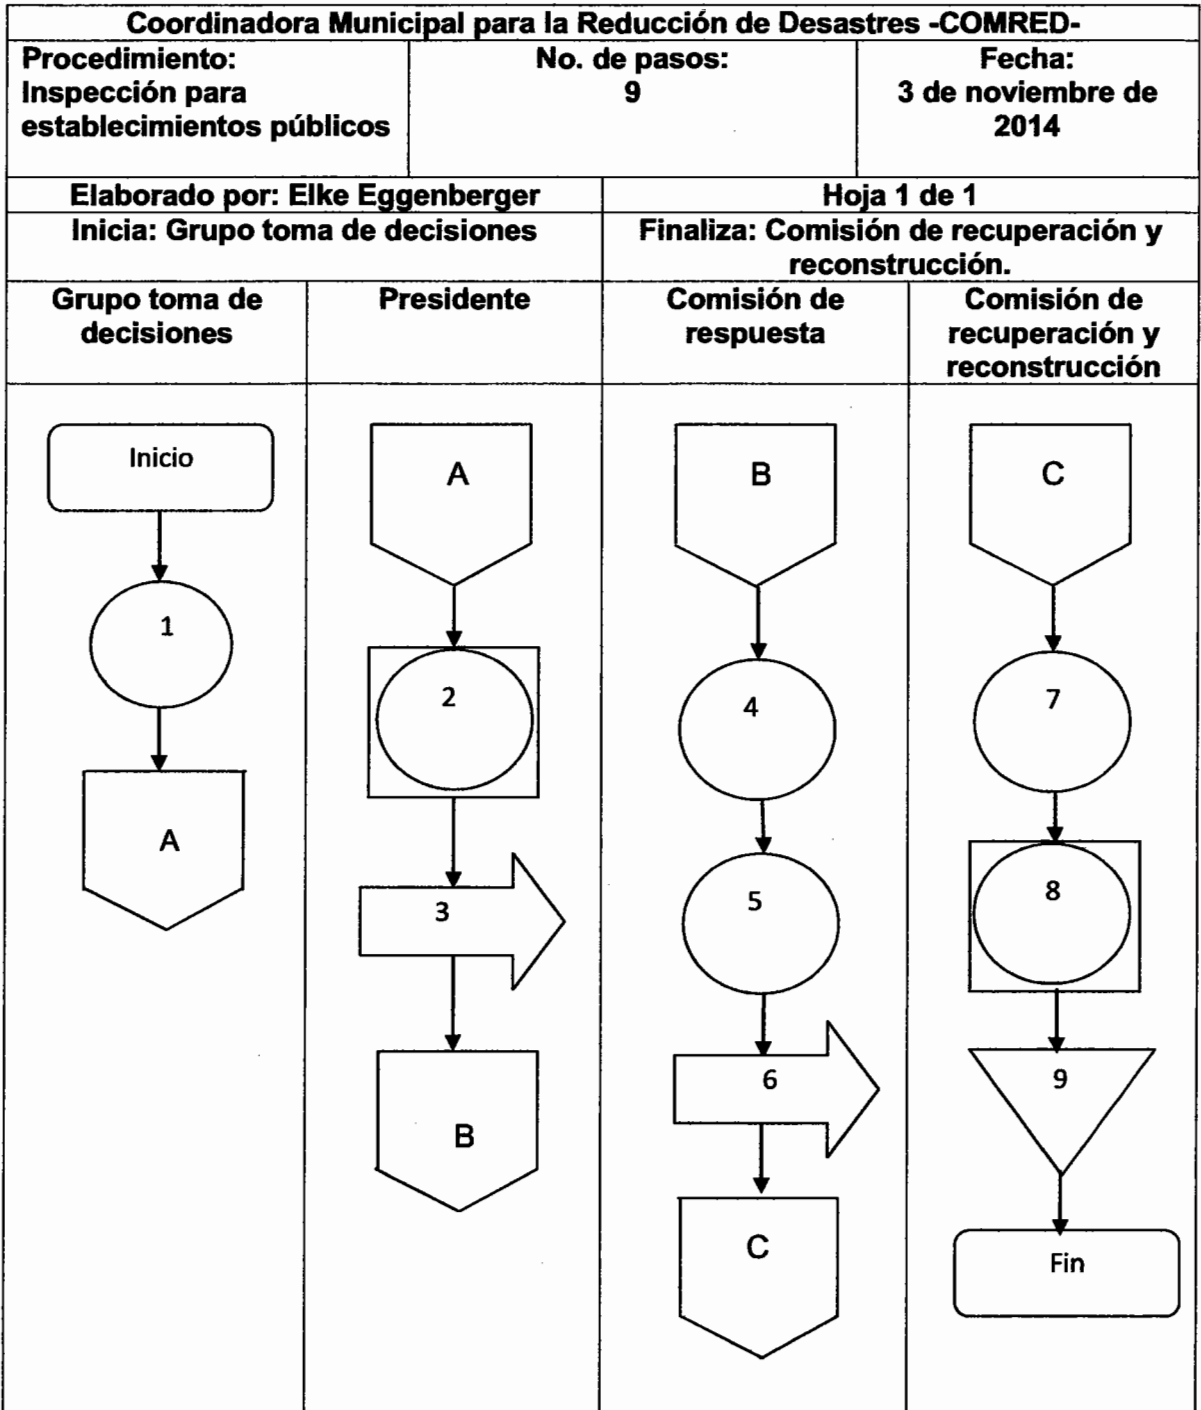 Coordinadora Municipal para la Reducción de Desastres -COMRED-
Procedimiento:
Inspección para
establecimientos públicos
No. de pasos:
9
Fecha:
3 de noviembre de
2014
Elaborado por: Elke Eggenberger
Hoja 1 de 1
Inicia: Grupo toma de decisiones
Finaliza: Comisión de recuperación y
reconstrucción.
Grupo toma de
decisiones
Presidente
Comisión de
respuesta
Comisión de
recuperación y
reconstrucción
Inicio
1
A
A
2
3
B
B
4
5
6
C
C
7
8
9
Fin